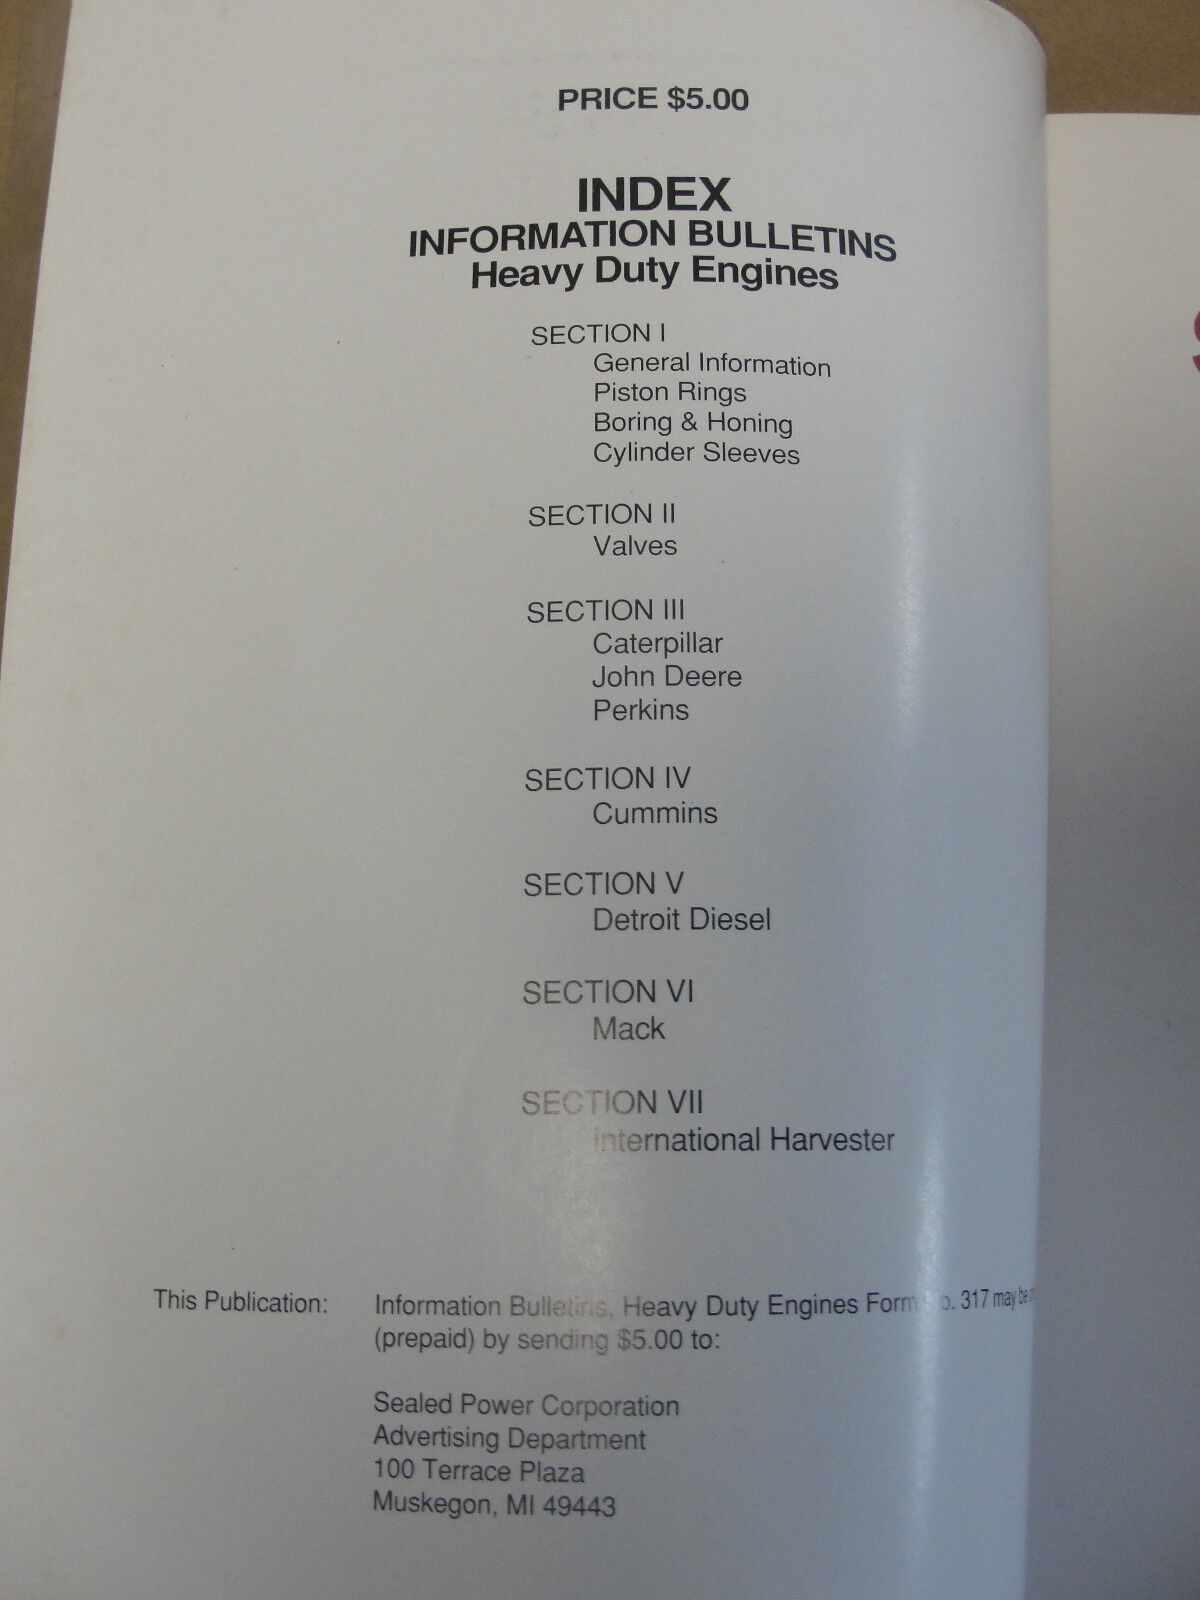 PRICE $5.00
INDEX
INFORMATION BULLETINS
Heavy Duty Engines
SECTION I
General Information
Piston Rings
Boring & Honing
Cylinder Sleeves
SECTION II
Valves
SECTION III
Caterpillar
John Deere
Perkins
SECTION IV
Cummins
SECTION V
Detroit Diesel
SECTION VI
Mack
SECTION VII
International Harvester
This Publication: Information Bulletins, Heavy Duty Engines Form No. 317 may be
(prepaid) by sending $5.00 to:
Sealed Power Corporation
Advertising Department
100 Terrace Plaza
Muskegon, MI 49443